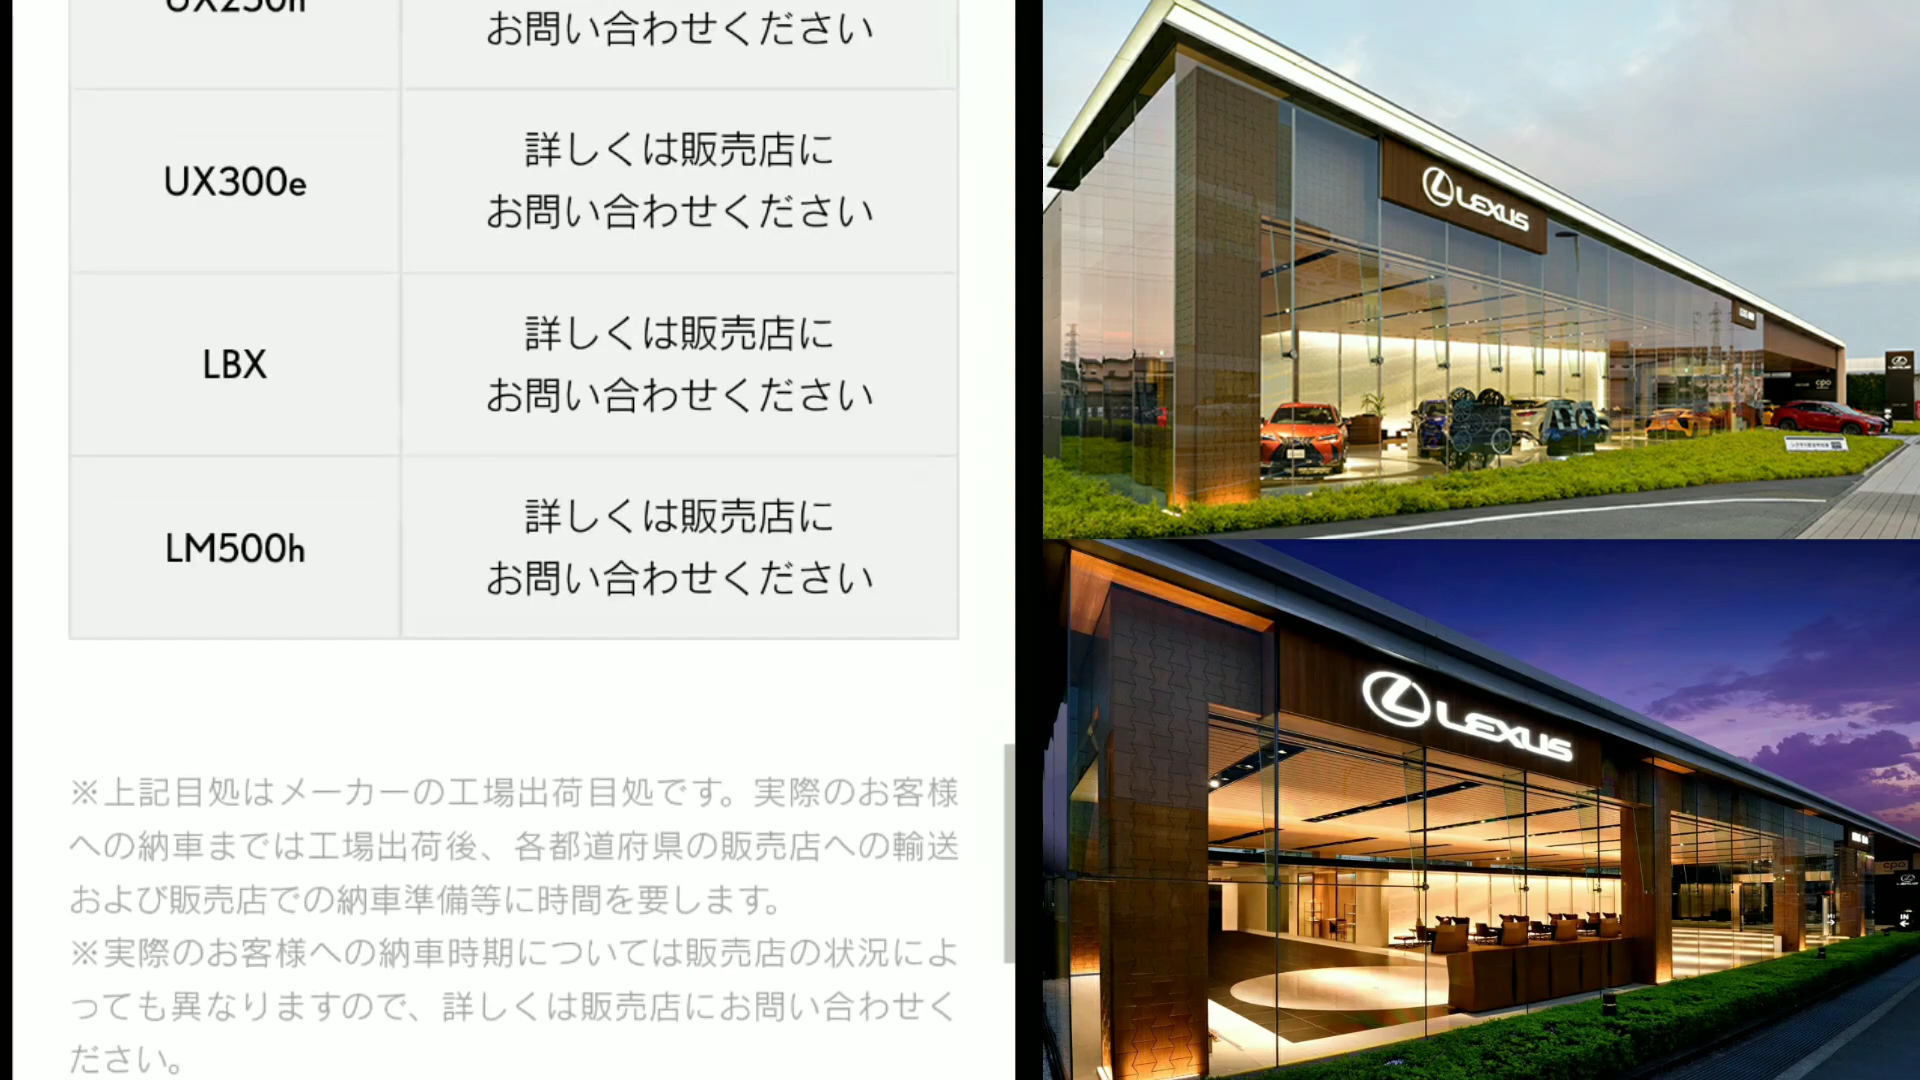 UX250h
お問い合わせください
UX300e
詳しくは販売店に
お問い合わせください
LBX
詳しくは販売店に
お問い合わせください
LM500h
詳しくは販売店に
お問い合わせください
※上記目処はメーカーの工場出荷目処です。実際のお客様
への納車までは工場出荷後、各都道府県の販売店への輸送
および販売店での納車準備等に時間を要します。
※実際のお客様への納車時期については販売店の状況によ
っても異なりますので、詳しくは販売店にお問い合わせく
ださい。
LEXUS
cpo
LEXUS
cpo
IN